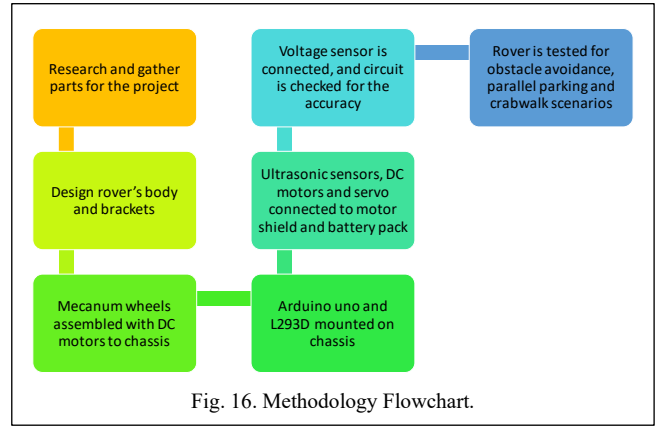 Research and gather
parts for the project
Design rover's body
and brackets
Mecanum wheels
assembled with DC
motors to chassis
Arduino uno and
L293D mounted on
chassis
Ultrasonic sensors, DC
motors and servo
connected to motor
shield and battery pack
Voltage sensor is
connected, and circuit
is checked for the
accuracy
Rover is tested for
obstacle avoidance,
parallel parking and
crabwalk scenarios
Fig. 16. Methodology Flowchart.